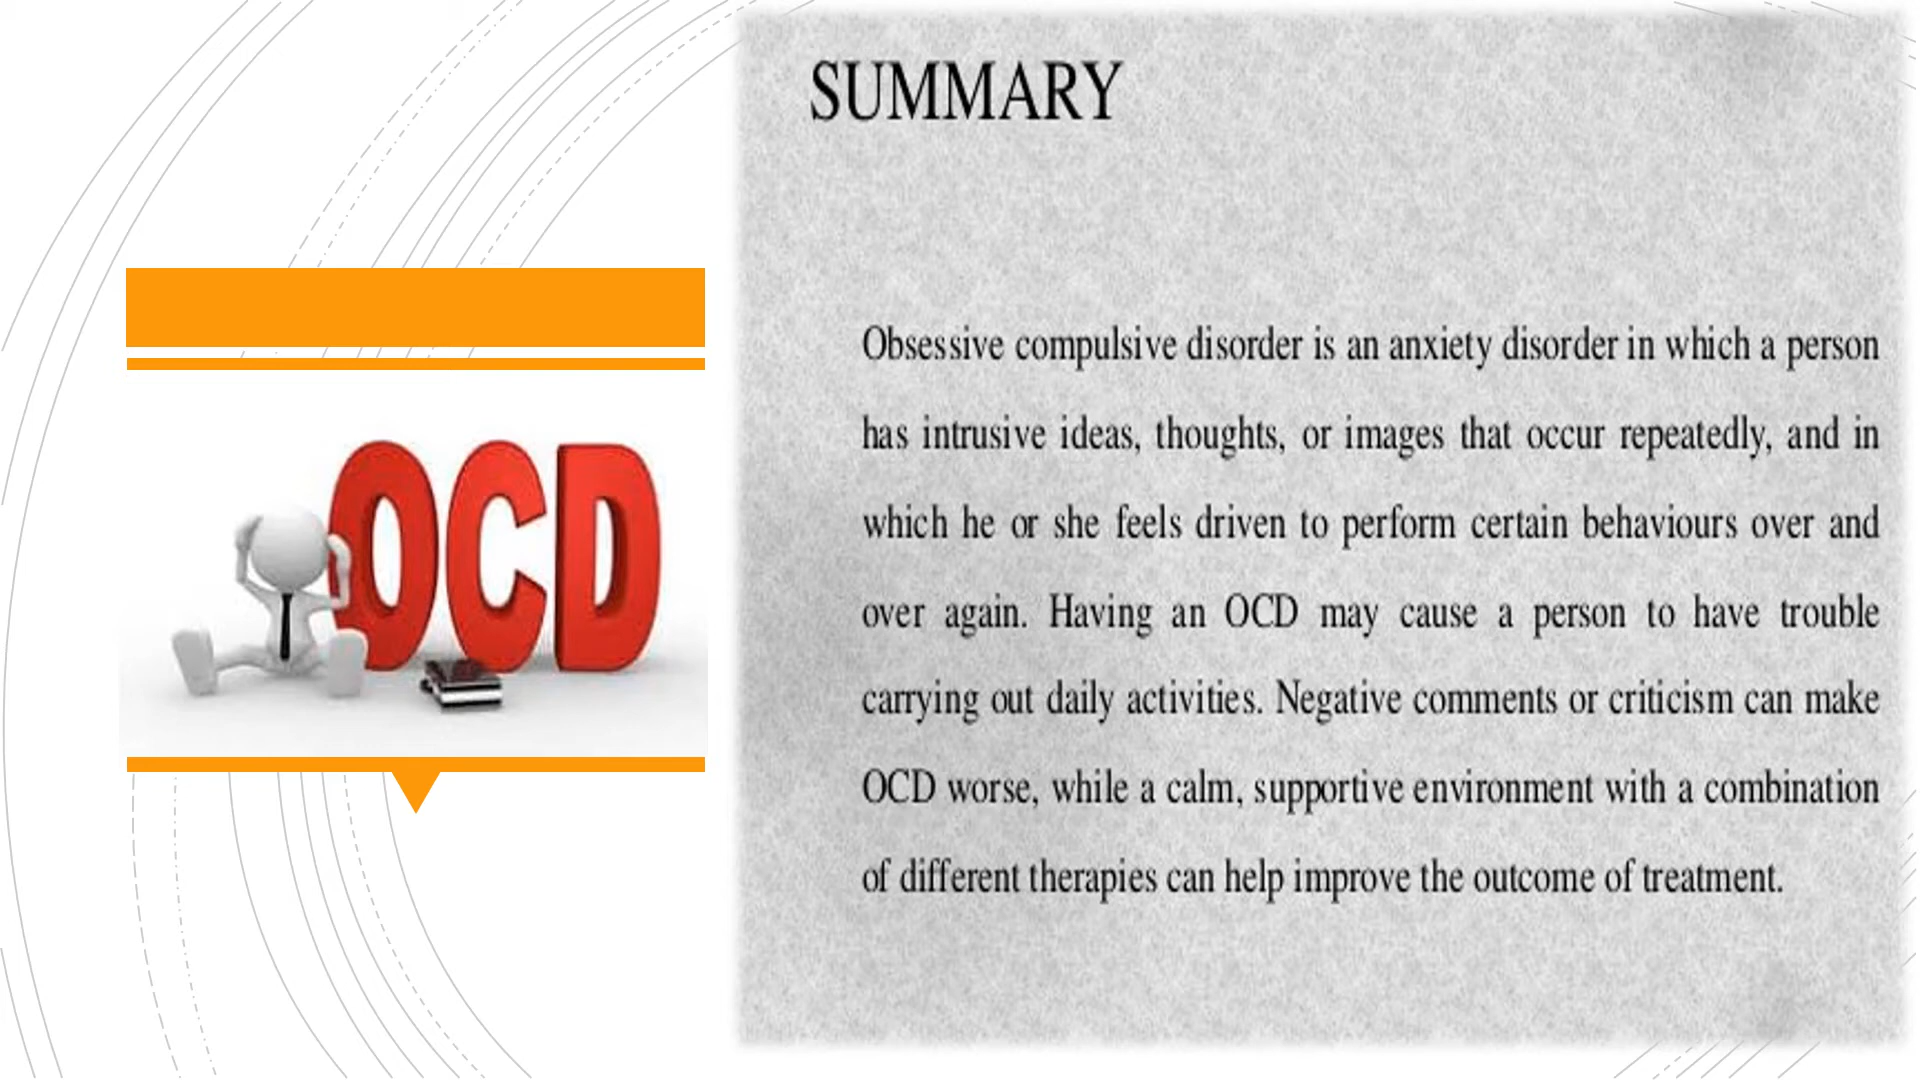 SUMMARY
OCD
Obsessive compulsive disorder is an anxiety disorder in which a person
has intrusive ideas, thoughts, or images that occur repeatedly, and in
which he or she feels driven to perform certain behaviours over and
over again. Having an OCD may cause a person to have trouble
carrying out daily activities. Negative comments or criticism can make
OCD worse, while a calm, supportive environment with a combination
of different therapies can help improve the outcome of treatment.